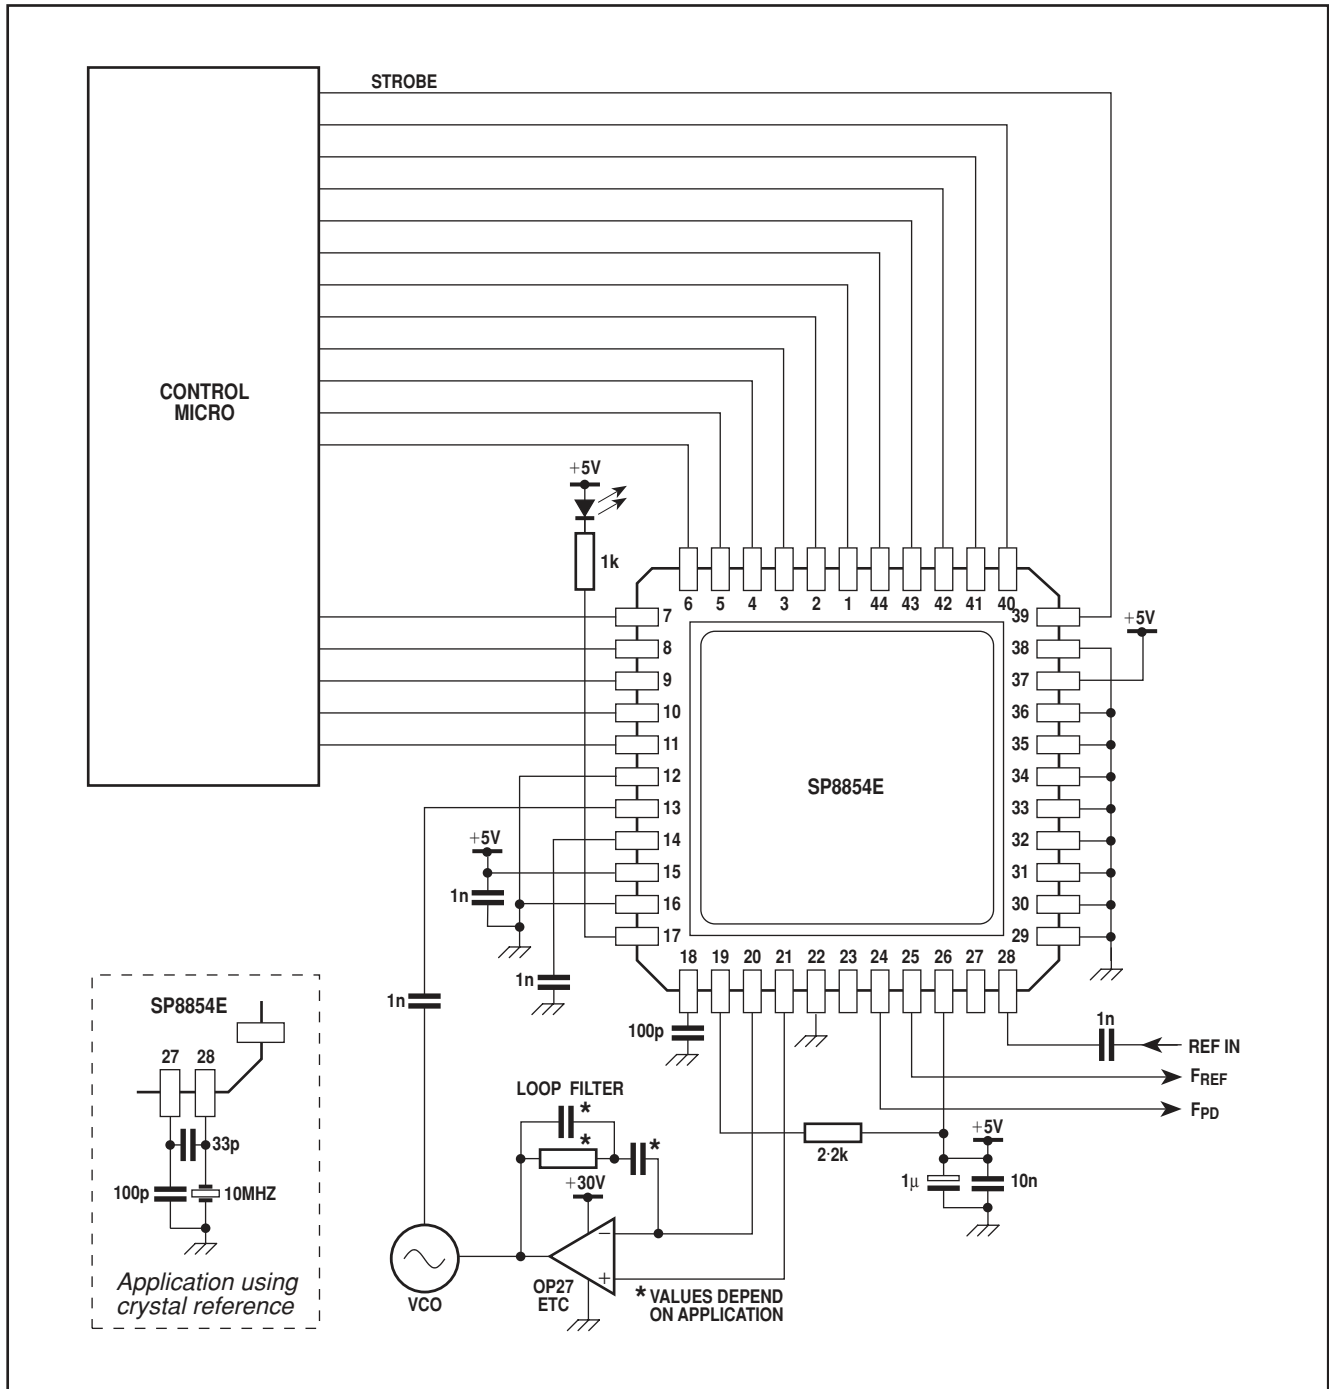 STROBE
CONTROL
MICRO
+5V
1k
6 5 4 3 2 1 44 43 42 41 40
7
8
9
10
11
12
13
14
15
16
17
39
38
37
36
35
34
33
32
31
30
29
+5V
SP8854E
+5V
1n
1n
1n
18 19 20 21 22 23 24 25 26 27 28
100p
1n
REF IN
FREF
FPD
2·2k
+5V
1µ
10n
LOOP FILTER
*
*
*
+30V
−
+
OP27
ETC
VCO
* VALUES DEPEND
ON APPLICATION
SP8854E
27 28
33p
100p
10MHZ
Application using
crystal reference